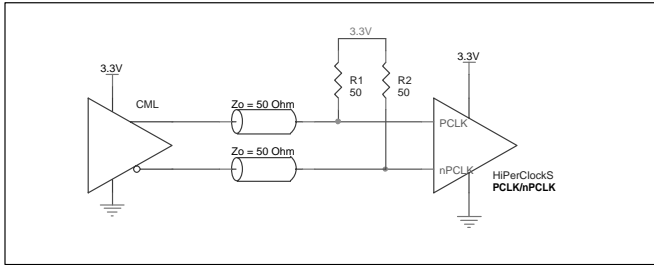 3.3V
3.3V
3.3V
R1
50
R2
50
CML
Zo = 50 Ohm
PCLK
Zo = 50 Ohm
nPCLK
HiPerClockS
PCLK/nPCLK